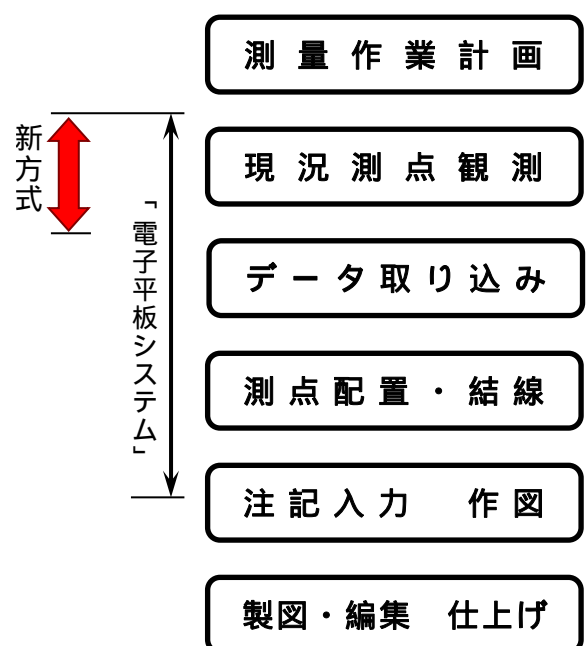 測量作業計画
現況測点観測
新方式
「電子平板システム」
データ取り込み
測点配置・結線
注記入力　作図
製図・編集　仕上げ